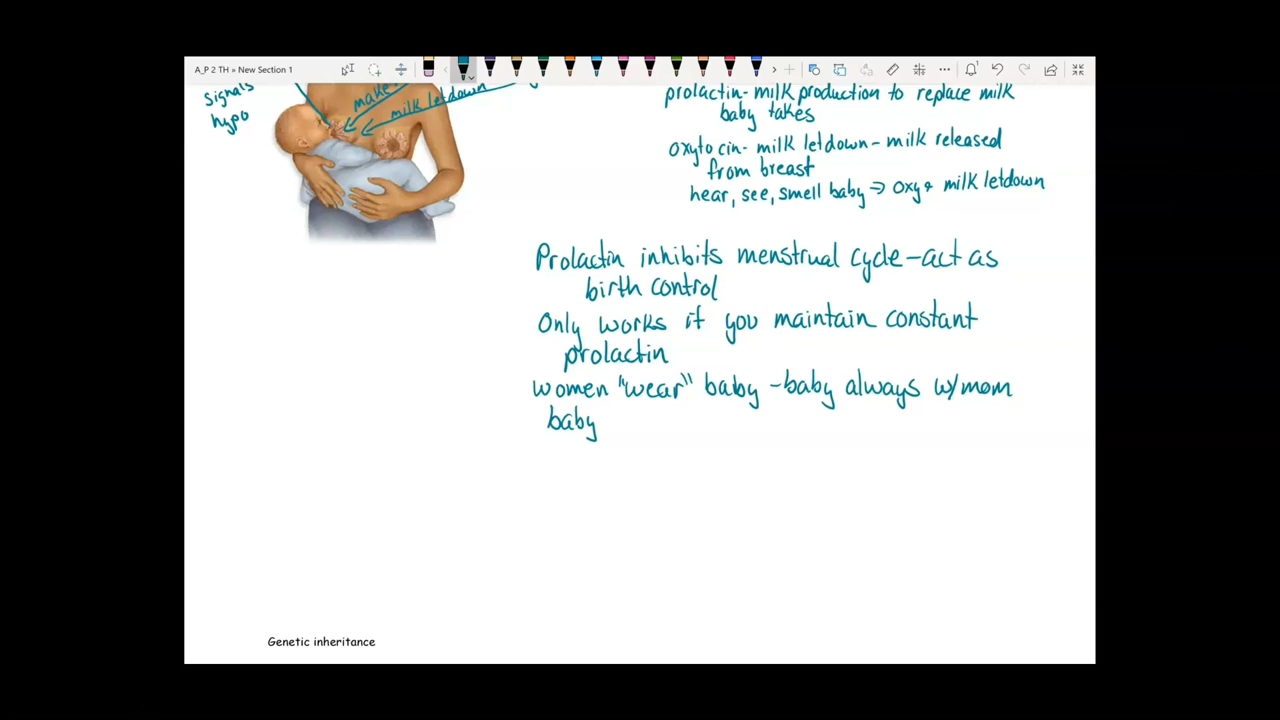 A_P 2 TH » New Section 1
signals
hypo
make
milk letdown
prolactin- milk production to replace milk
baby takes
oxytocin- milk letdown - milk released
from breast
hear, see, smell baby ⇒ oxy + milk letdown
Prolactin inhibits menstrual cycle - act as
birth control
Only works if you maintain constant
prolactin
women "wear" baby - baby always w/mom
baby
Genetic inheritance